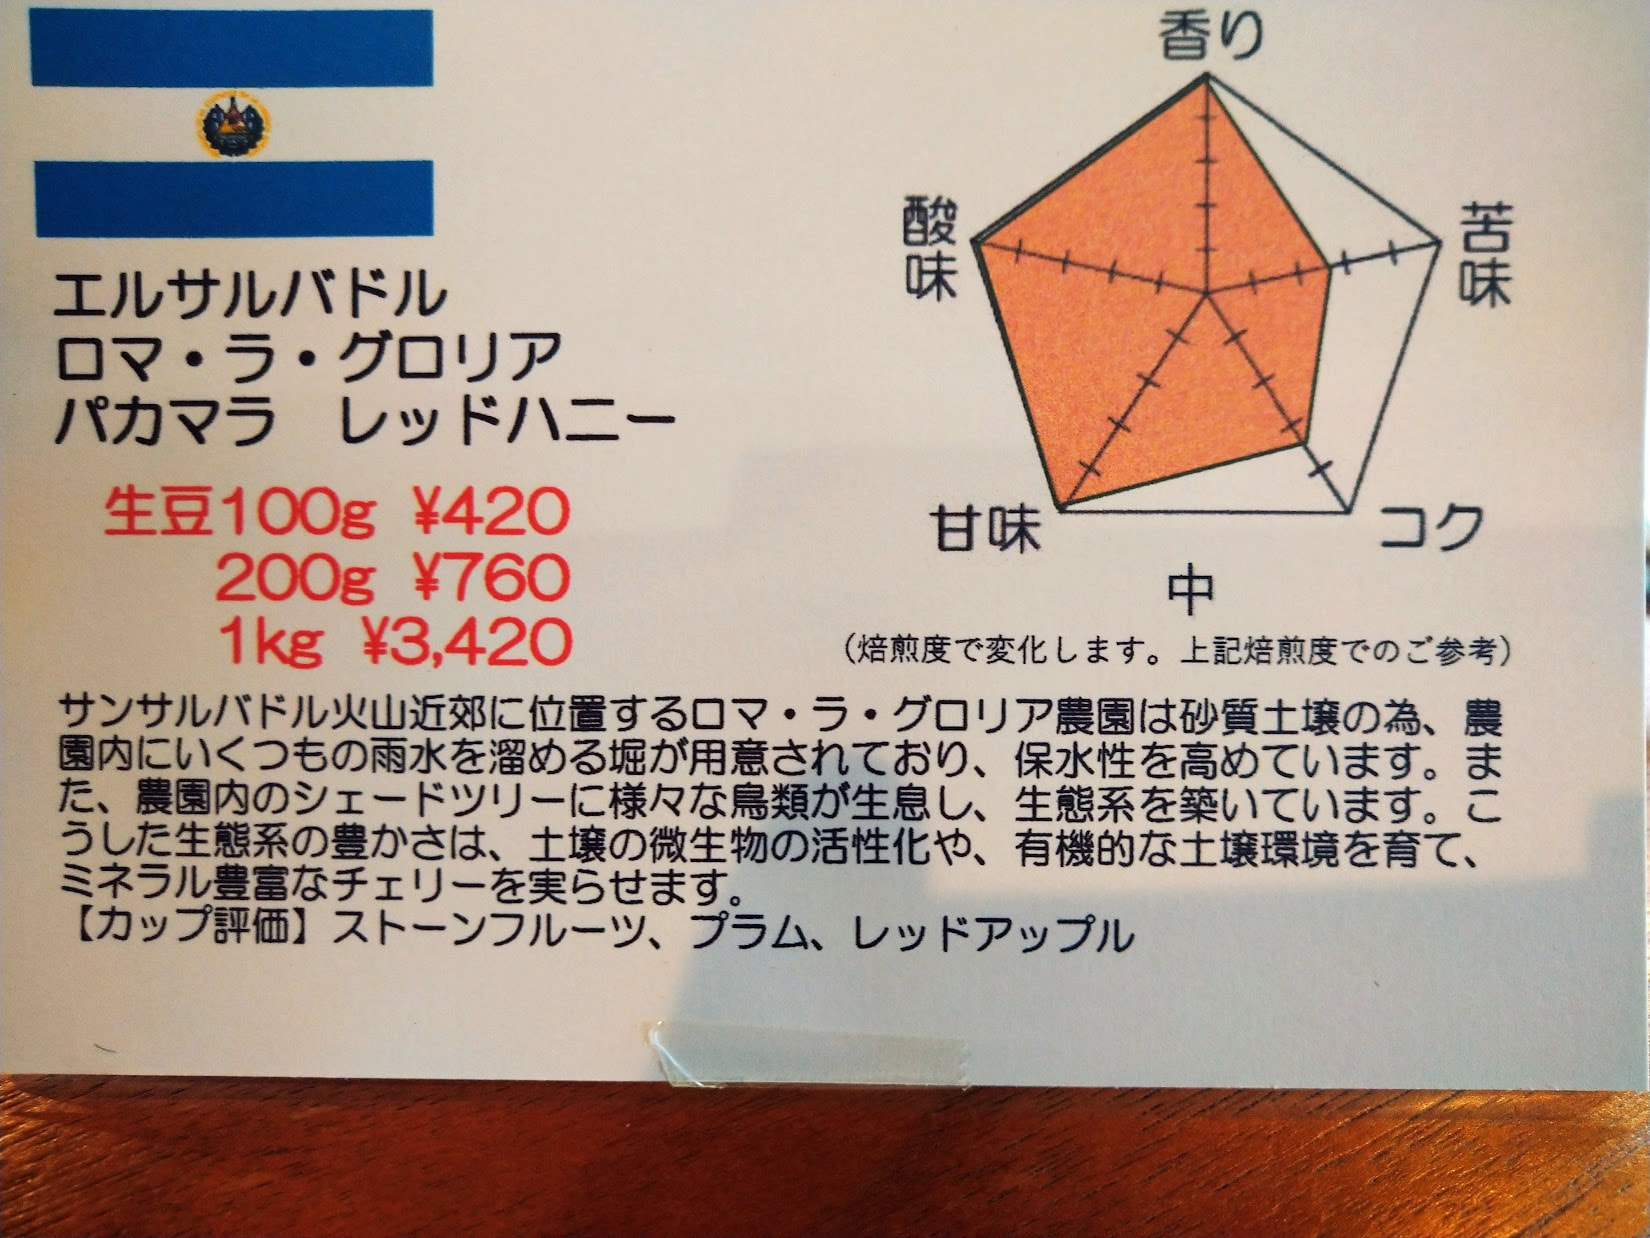 エルサルバドル
ロマ・ラ・グロリア
パカマラ　レッドハニー
生豆100g ¥420
200g ¥760
1kg ¥3,420
香り
酸味
苦味
甘味
コク
中
（焙煎度で変化します。上記焙煎度でのご参考）
サンサルバドル火山近郊に位置するロマ・ラ・グロリア農園は砂質土壌の為、農
園内にいくつもの雨水を溜める堀が用意されており、保水性を高めています。ま
た、農園内のシェードツリーに様々な鳥類が生息し、生態系を築いています。こ
うした生態系の豊かさは、土壌の微生物の活性化や、有機的な土壌環境を育て、
ミネラル豊富なチェリーを実らせます。
【カップ評価】ストーンフルーツ、プラム、レッドアップル